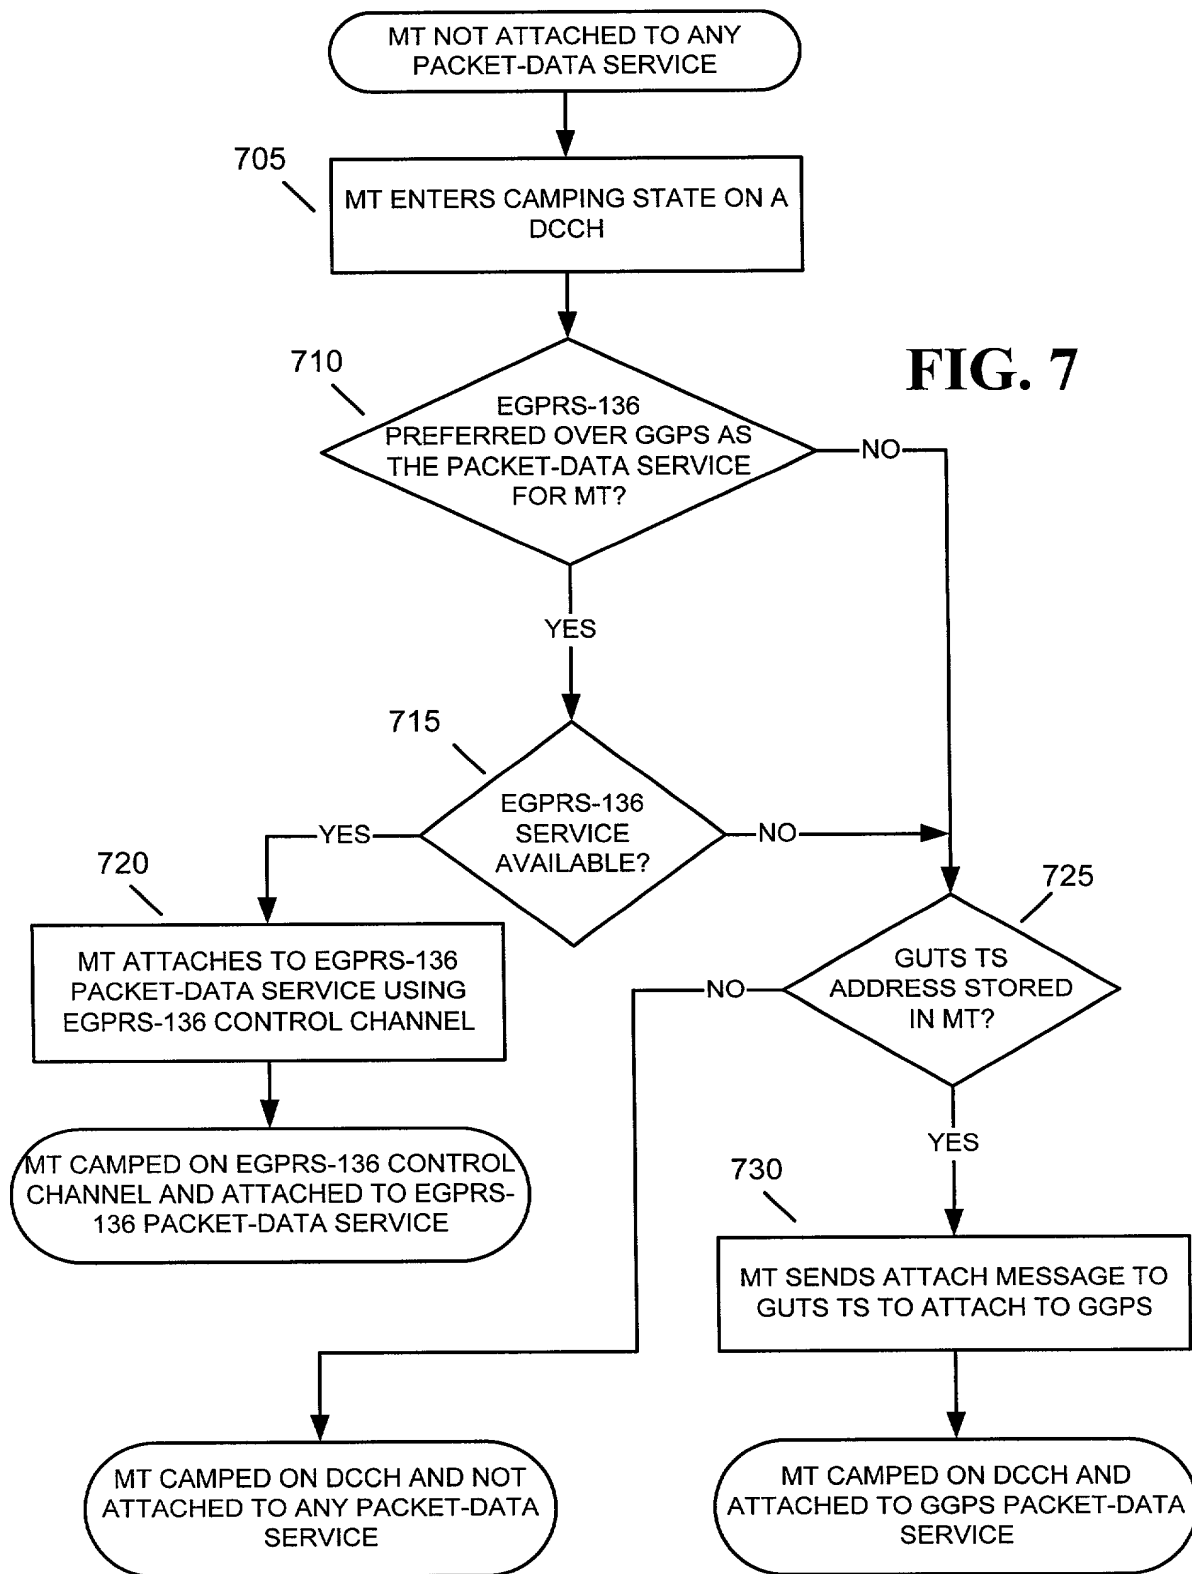 MT NOT ATTACHED TO ANY
PACKET-DATA SERVICE
705
MT ENTERS CAMPING STATE ON A
DCCH
FIG. 7
710
EGPRS-136
PREFERRED OVER GGPS AS
THE PACKET-DATA SERVICE
FOR MT?
NO
YES
715
EGPRS-136
SERVICE
AVAILABLE?
YES
NO
720
MT ATTACHES TO EGPRS-136
PACKET-DATA SERVICE USING
EGPRS-136 CONTROL CHANNEL
725
GUTS TS
ADDRESS STORED
IN MT?
NO
YES
MT CAMPED ON EGPRS-136 CONTROL
CHANNEL AND ATTACHED TO EGPRS-
136 PACKET-DATA SERVICE
730
MT SENDS ATTACH MESSAGE TO
GUTS TS TO ATTACH TO GGPS
MT CAMPED ON DCCH AND NOT
ATTACHED TO ANY PACKET-DATA
SERVICE
MT CAMPED ON DCCH AND
ATTACHED TO GGPS PACKET-DATA
SERVICE